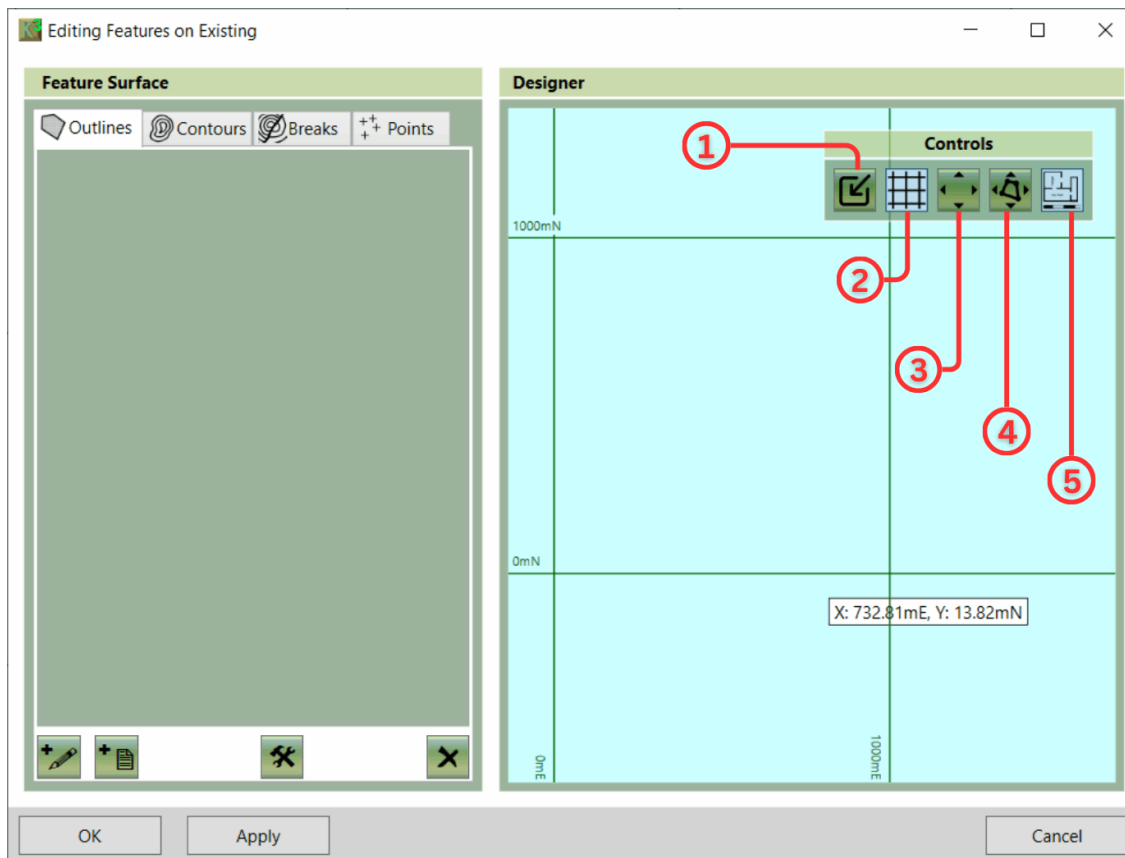 Editing Features on Existing
Feature Surface
Outlines
Contours
Breaks
Points
Designer
Controls
1
2
3
4
5
1000mN
0mN
X: 732.81mE, Y: 13.82mN
0mE
1000mE
OK
Apply
Cancel